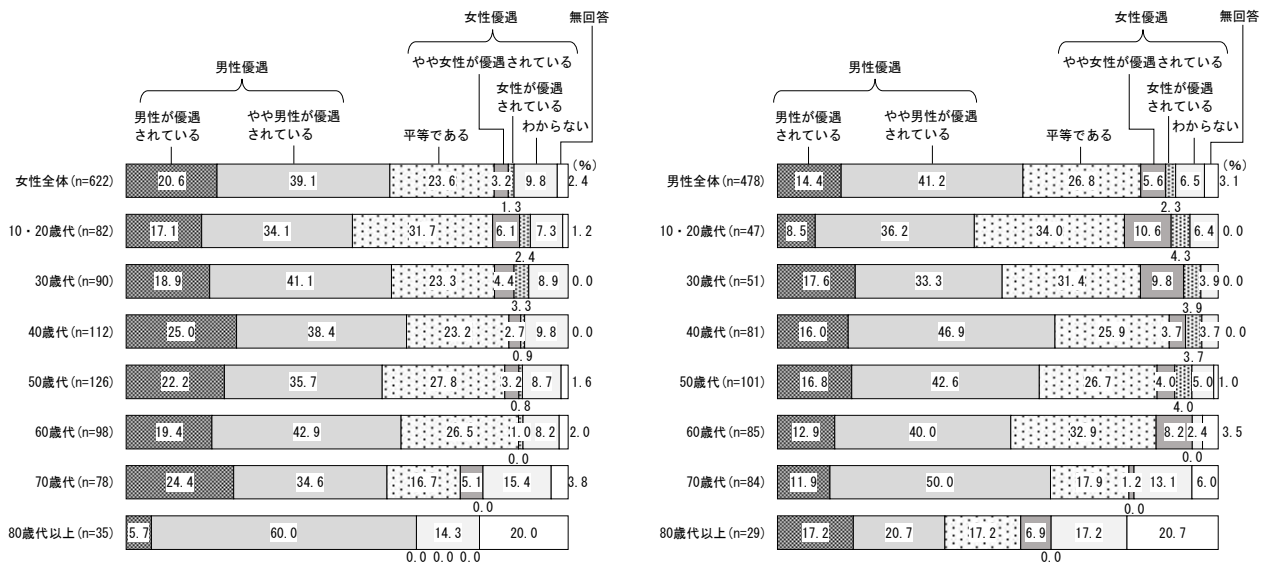 女性優遇
無回答
やや女性が優遇されている
男性優遇
女性が優遇
されている
男性が優遇
されている
やや男性が優遇
されている
平等である
わからない
(%)
女性全体(n=622) 20.6 39.1 23.6 3.2 9.8 2.4
1.3
10・20歳代(n=82) 17.1 34.1 31.7 6.1 7.3 1.2
2.4
30歳代(n=90) 18.9 41.1 23.3 4.4 8.9 0.0
3.3
40歳代(n=112) 25.0 38.4 23.2 2.7 9.8 0.0
0.9
50歳代(n=126) 22.2 35.7 27.8 3.2 8.7 1.6
0.8
60歳代(n=98) 19.4 42.9 26.5 1.0 8.2 2.0
0.0
70歳代(n=78) 24.4 34.6 16.7 5.1 15.4 3.8
0.0
80歳代以上(n=35) 5.7 60.0 14.3 20.0
0.0 0.0 0.0
女性優遇
無回答
やや女性が優遇されている
男性優遇
女性が優遇
されている
男性が優遇
されている
やや男性が優遇
されている
平等である
わからない
(%)
男性全体(n=478) 14.4 41.2 26.8 5.6 6.5 3.1
2.3
10・20歳代(n=47) 8.5 36.2 34.0 10.6 6.4 0.0
4.3
30歳代(n=51) 17.6 33.3 31.4 9.8 3.9 0.0
3.9
40歳代(n=81) 16.0 46.9 25.9 3.7 3.7 0.0
3.7
50歳代(n=101) 16.8 42.6 26.7 4.0 5.0 1.0
4.0
60歳代(n=85) 12.9 40.0 32.9 8.2 2.4 3.5
0.0
70歳代(n=84) 11.9 50.0 17.9 1.2 13.1 6.0
0.0
80歳代以上(n=29) 17.2 20.7 17.2 6.9 17.2 20.7
0.0